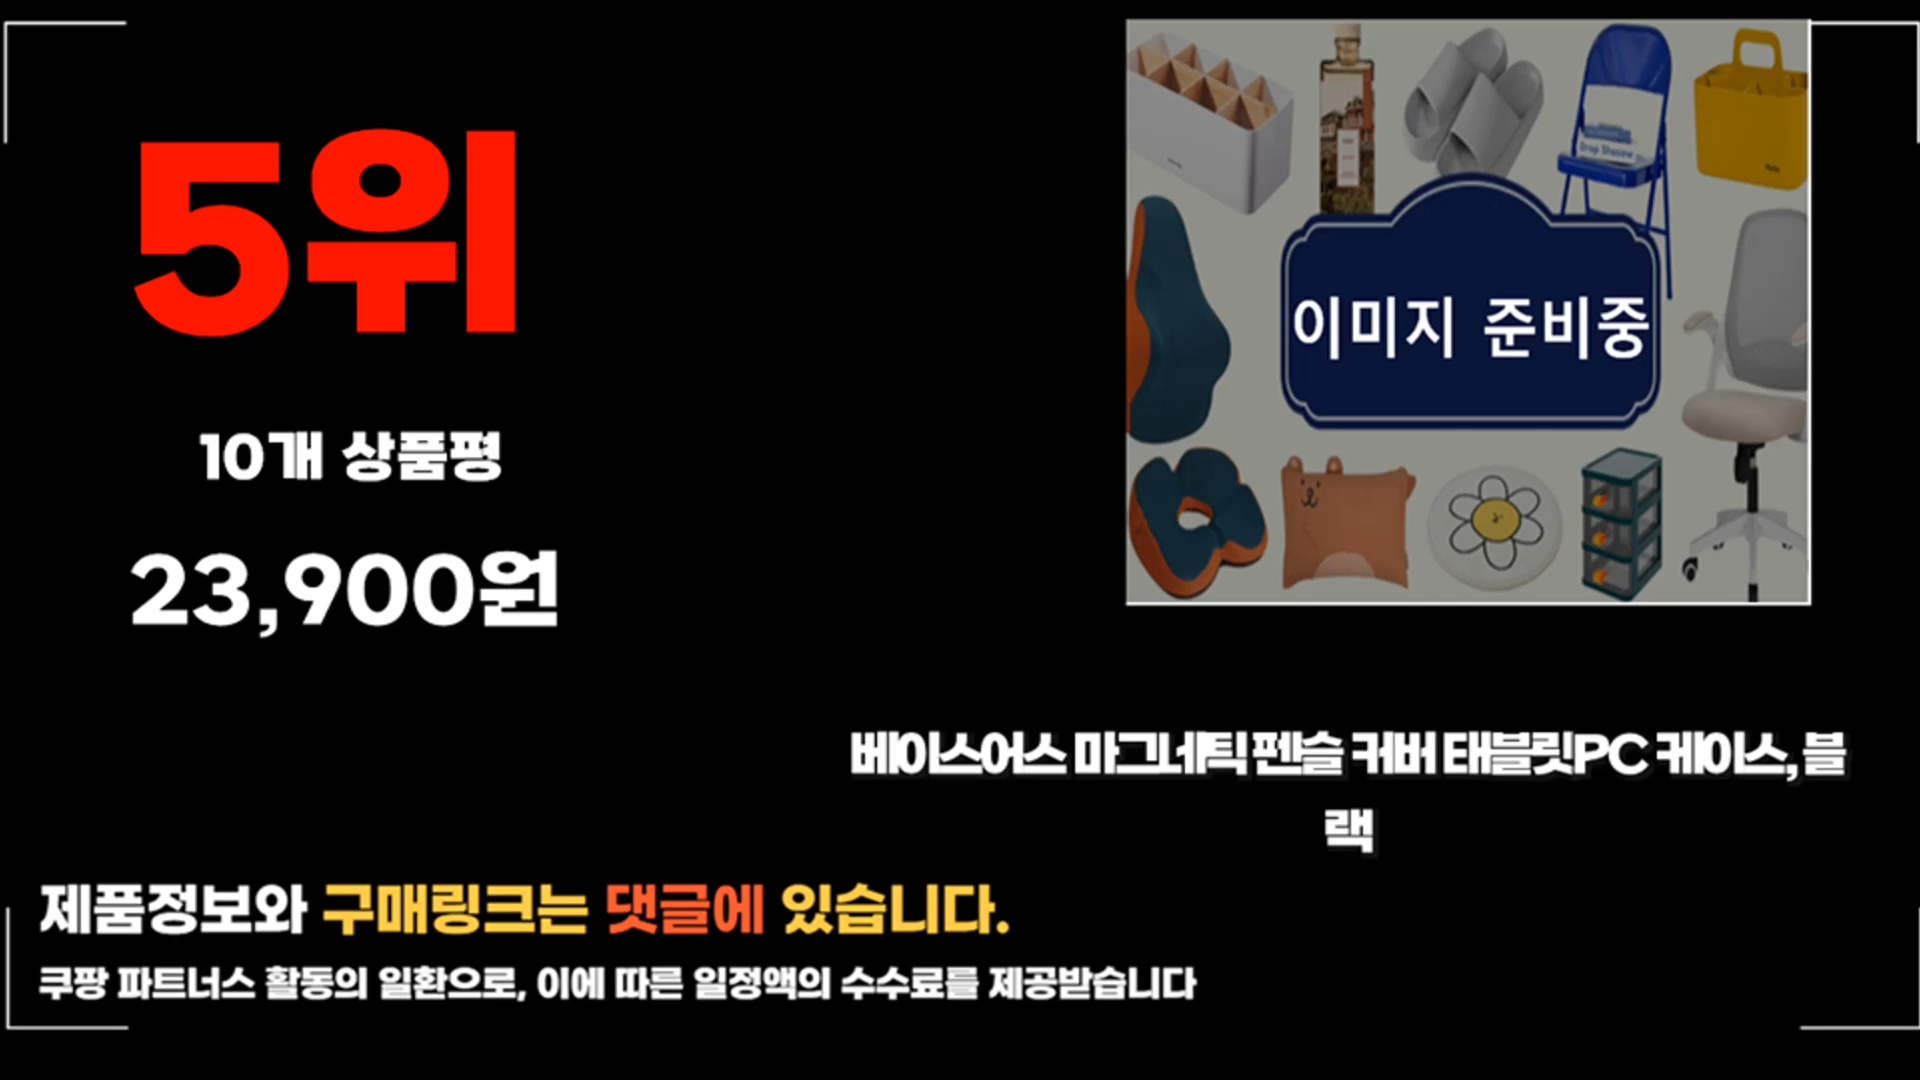 5위
10개 상품평
23,900원
Drop Shadow
이미지 준비중
베이스어스 마그네틱 펜슬 커버 태블릿PC 케이스, 블
랙
제품정보와 구매링크는 댓글에 있습니다.
쿠팡 파트너스 활동의 일환으로, 이에 따른 일정액의 수수료를 제공받습니다